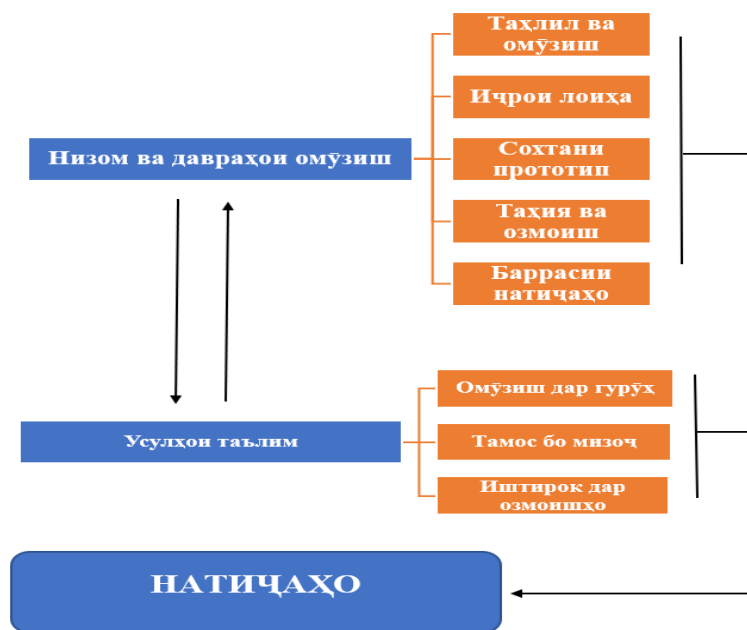 Таҳлил ва
омӯзиш
Иҷрои лоиҳа
Низом ва давраҳои омӯзиш
Сохтани
прототип
Таҳия ва
озмоиш
Баррасии
натиҷаҳо
Омӯзиш дар гурӯҳ
Усулҳои таълим
Тамос бо мизоҷ
Иштирок дар
озмоишҳо
НАТИҶАҲО